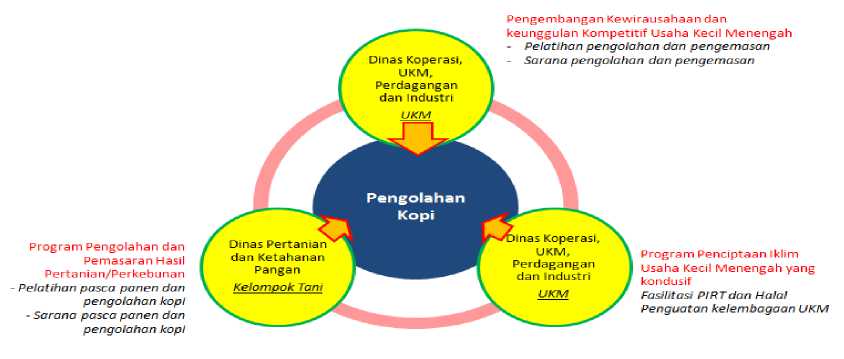 Pengembangan Kewirausahaan dan
keunggulan Kompetitif Usaha Kecil Menengah
- Pelatihan pengolahan dan pengemasan
- Sarana pengolahan dan pengemasan
Dinas Koperasi,
UKM,
Perdagangan
dan Industri
UKM
Pengolahan
Kopi
Program Pengolahan dan
Pemasaran Hasil
Pertanian/Perkebunan
- Pelatihan pasca panen dan
pengolahan kopi
- Sarana pasca panen dan
pengolahan kopi
Dinas Pertanian
dan Ketahanan
Pangan
Kelompok Tani
Dinas Koperasi,
UKM,
Perdagangan
dan Industri
UKM
Program Penciptaan Iklim
Usaha Kecil Menengah yang
kondusif
Fasilitasi PIRT dan Halal
Penguatan kelembagaan UKM